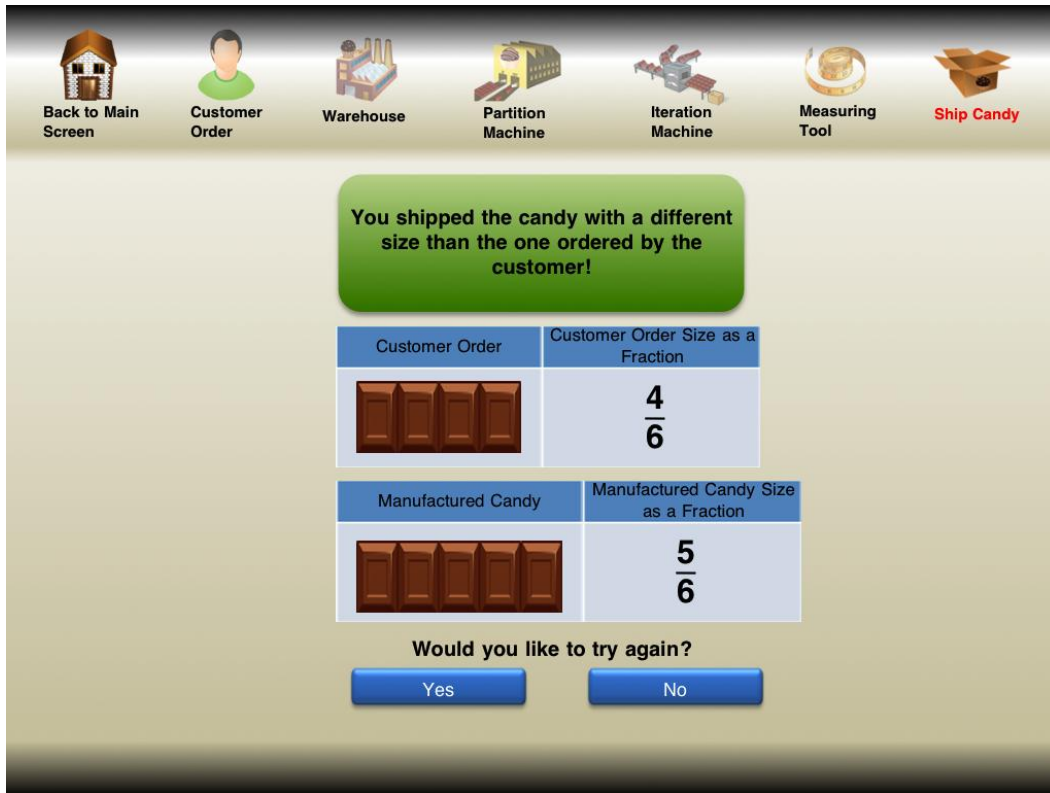 Back to Main
Screen
Customer
Order
Warehouse
Partition
Machine
Iteration
Machine
Measuring
Tool
Ship Candy
You shipped the candy with a different
size than the one ordered by the
customer!
Customer Order
Customer Order Size as a
Fraction
4
6
Manufactured Candy
Manufactured Candy Size
as a Fraction
5
6
Would you like to try again?
Yes
No